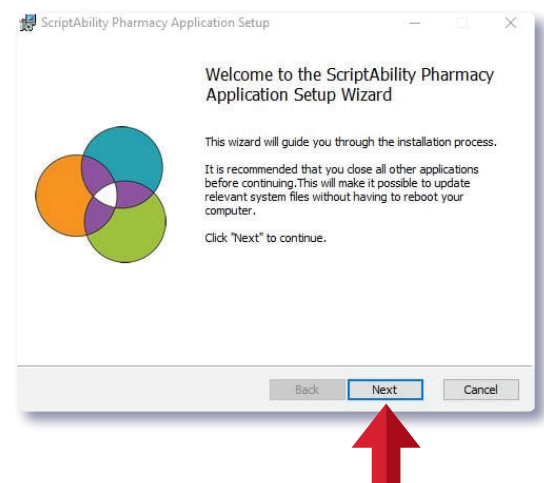 ScriptAbility Pharmacy Application Setup
Welcome to the ScriptAbility Pharmacy
Application Setup Wizard
This wizard will guide you through the installation process.
It is recommended that you close all other applications
before continuing.This will make it possible to update
relevant system files without having to reboot your
computer.
Click "Next" to continue.
Back Next Cancel